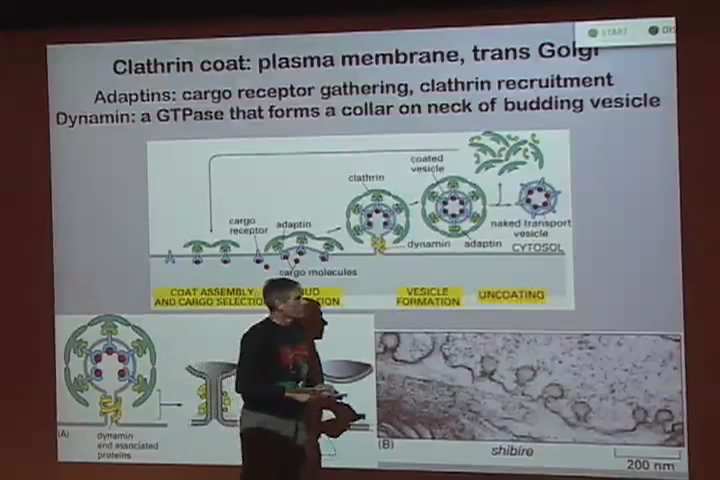 START
Clathrin coat: plasma membrane, trans Golgi
Adaptins: cargo receptor gathering, clathrin recruitment
Dynamin: a GTPase that forms a collar on neck of budding vesicle
coated
vesicle
clathrin
cargo
receptor
adaptin
naked transport
vesicle
dynamin
adaptin
CYTOSOL
cargo molecules
COAT ASSEMBLY
AND CARGO SELECTIO
VESICLE
FORMATION
UNCOATING
(A)
dynamin
and associated
proteins
(B)
shibire
200 nm